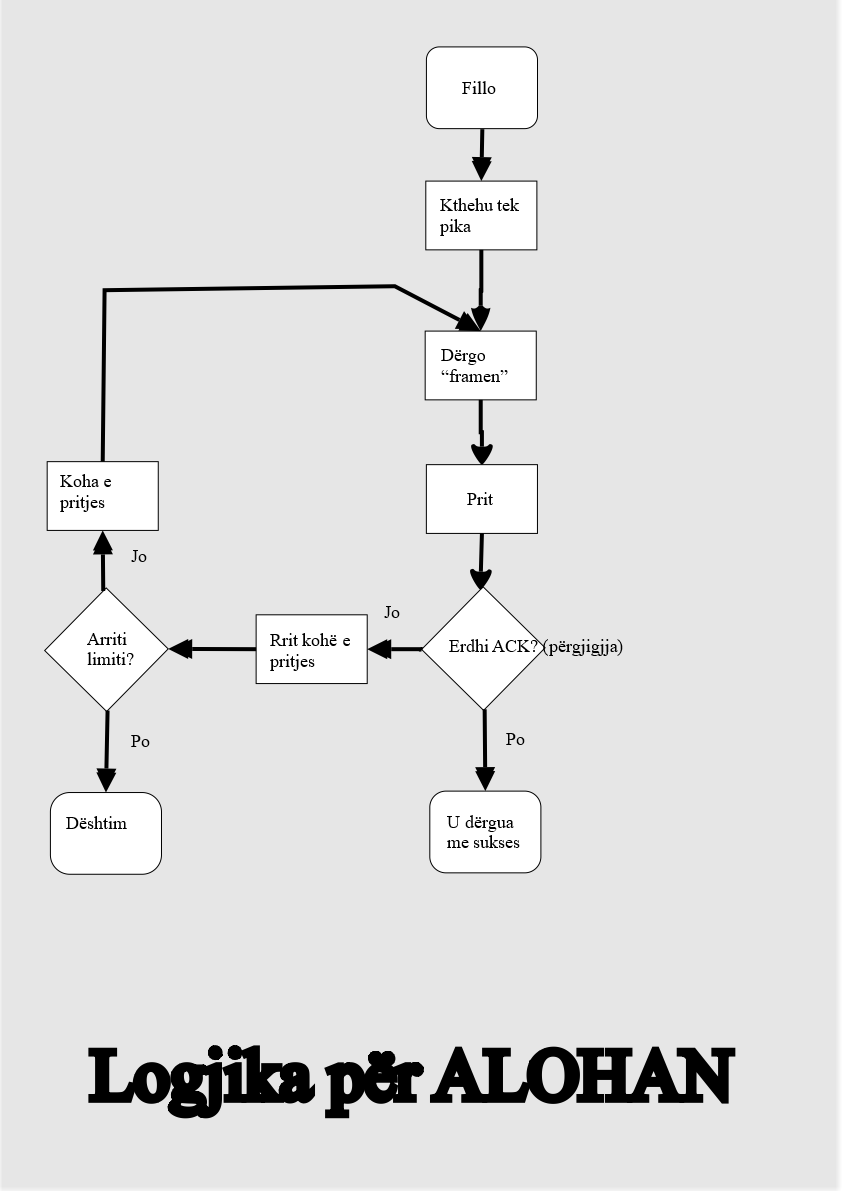 Fillo
Kthehu tek
pika
Dërgo
“framen”
Koha e
pritjes
Prit
Jo
Jo
Arriti
limiti?
Rrit kohë e
pritjes
Erdhi ACK? (përgjigjja)
Po
Po
Dështim
U dërgua
me sukses
Logjika për ALOHAN